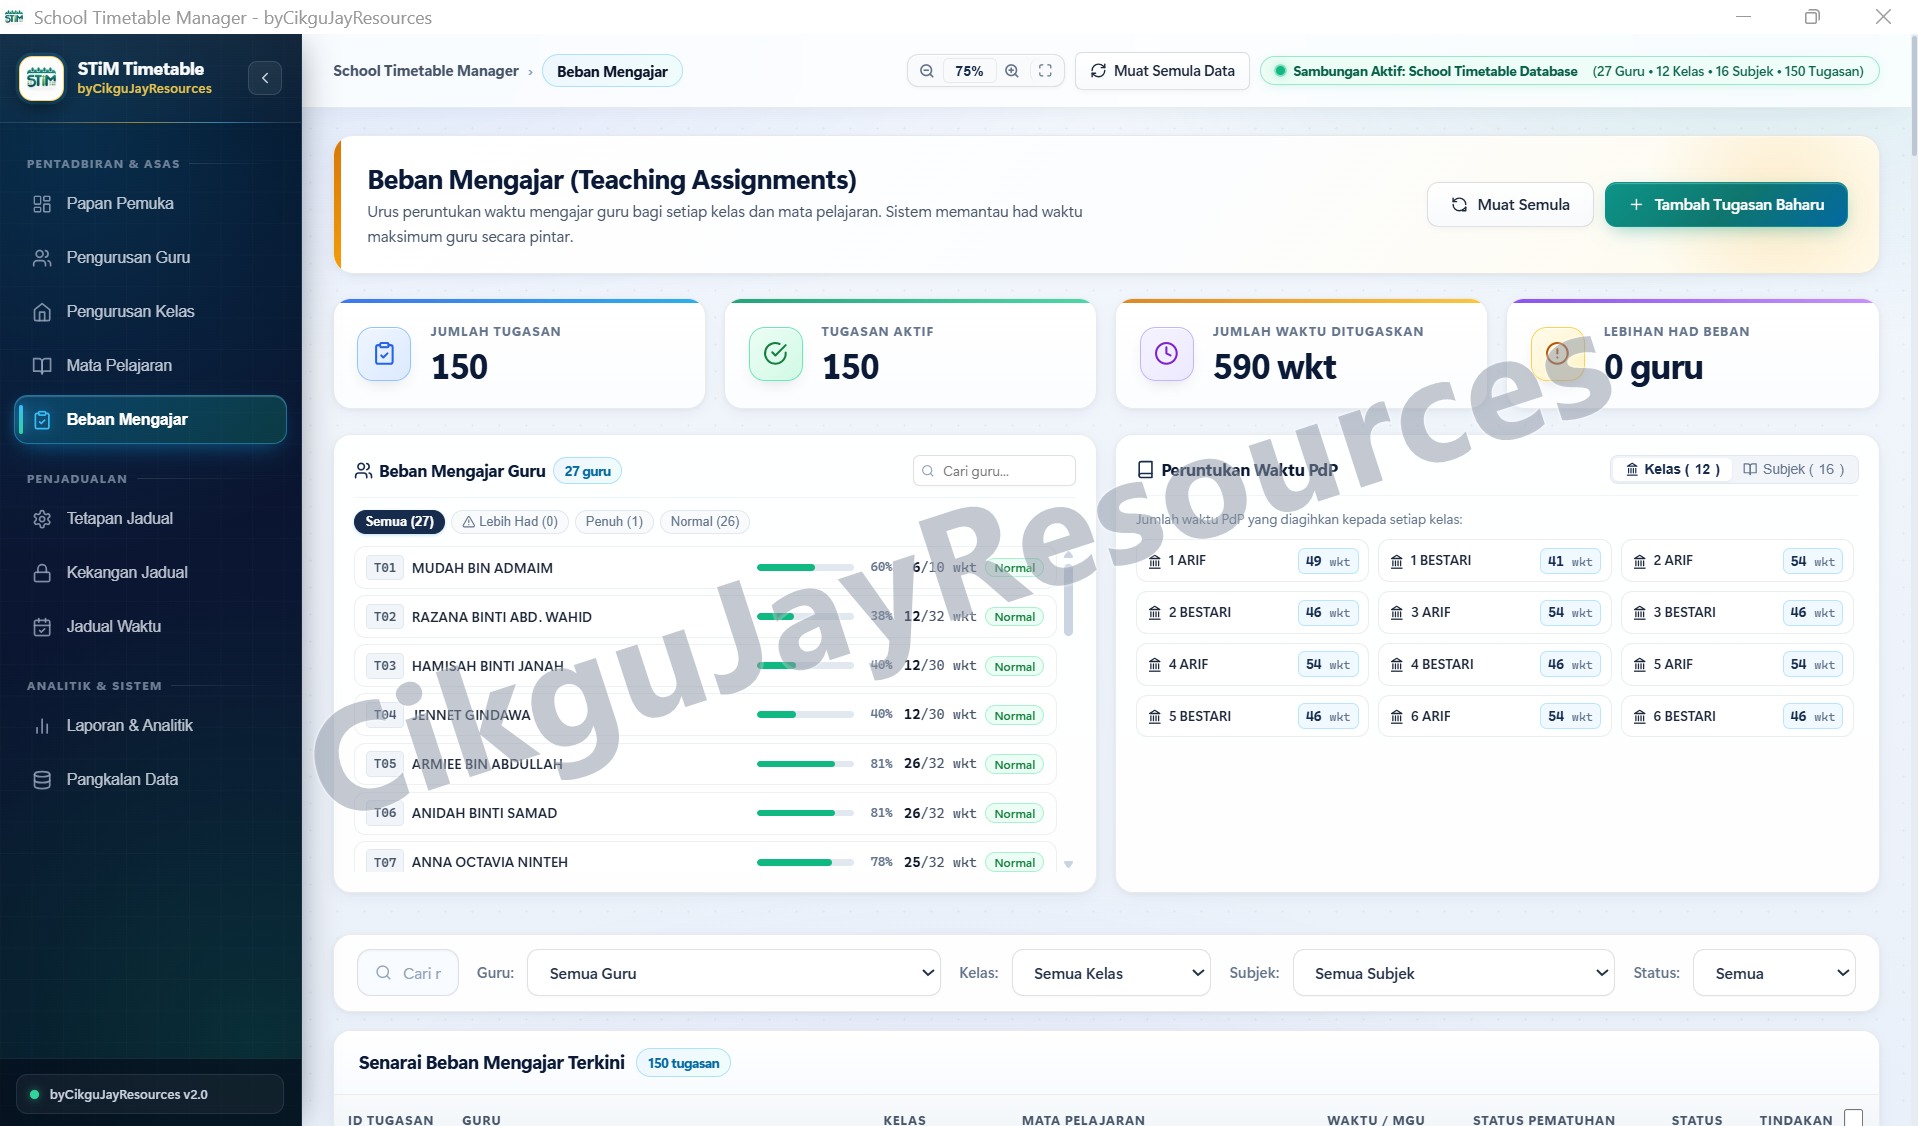 School Timetable Manager - byCikguJayResources
STiM Timetable
byCikguJayResources
PENTADBIRAN & ASAS
Papan Pemuka
Pengurusan Guru
Pengurusan Kelas
Mata Pelajaran
Beban Mengajar
PENJADUALAN
Tetapan Jadual
Kekangan Jadual
Jadual Waktu
ANALITIK & SISTEM
Laporan & Analitik
Pangkalan Data
byCikguJayResources v2.0
School Timetable Manager › Beban Mengajar
75%
Muat Semula Data
Sambungan Aktif: School Timetable Database (27 Guru • 12 Kelas • 16 Subjek • 150 Tugasan)
Beban Mengajar (Teaching Assignments)
Urus peruntukan waktu mengajar guru bagi setiap kelas dan mata pelajaran. Sistem memantau had waktu
maksimum guru secara pintar.
Muat Semula
+ Tambah Tugasan Baharu
JUMLAH TUGASAN
150
TUGASAN AKTIF
150
JUMLAH WAKTU DITUGASKAN
590 wkt
LEBIHAN HAD BEBAN
0 guru
Beban Mengajar Guru 27 guru
Cari guru...
Semua (27) Lebih Had (0) Penuh (1) Normal (26)
T01 MUDAH BIN ADMAIM 60% 6/10 wkt Normal
T02 RAZANA BINTI ABD. WAHID 38% 12/32 wkt Normal
T03 HAMISAH BINTI JANAH 40% 12/30 wkt Normal
T04 JENNET GINDAWA 40% 12/30 wkt Normal
T05 ARMIEE BIN ABDULLAH 81% 26/32 wkt Normal
T06 ANIDAH BINTI SAMAD 81% 26/32 wkt Normal
T07 ANNA OCTAVIA NINTEH 78% 25/32 wkt Normal
Peruntukan Waktu PdP
Kelas ( 12 ) Subjek ( 16 )
Jumlah waktu PdP yang diagihkan kepada setiap kelas:
1 ARIF 49 wkt 1 BESTARI 41 wkt 2 ARIF 54 wkt
2 BESTARI 46 wkt 3 ARIF 54 wkt 3 BESTARI 46 wkt
4 ARIF 54 wkt 4 BESTARI 46 wkt 5 ARIF 54 wkt
5 BESTARI 46 wkt 6 ARIF 54 wkt 6 BESTARI 46 wkt
CikguJayResources
Cari r Guru: Semua Guru Kelas: Semua Kelas Subjek: Semua Subjek Status: Semua
Senarai Beban Mengajar Terkini 150 tugasan
ID TUGASAN GURU KELAS MATA PELAJARAN WAKTU / MGU STATUS PEMATUHAN STATUS TINDAKAN